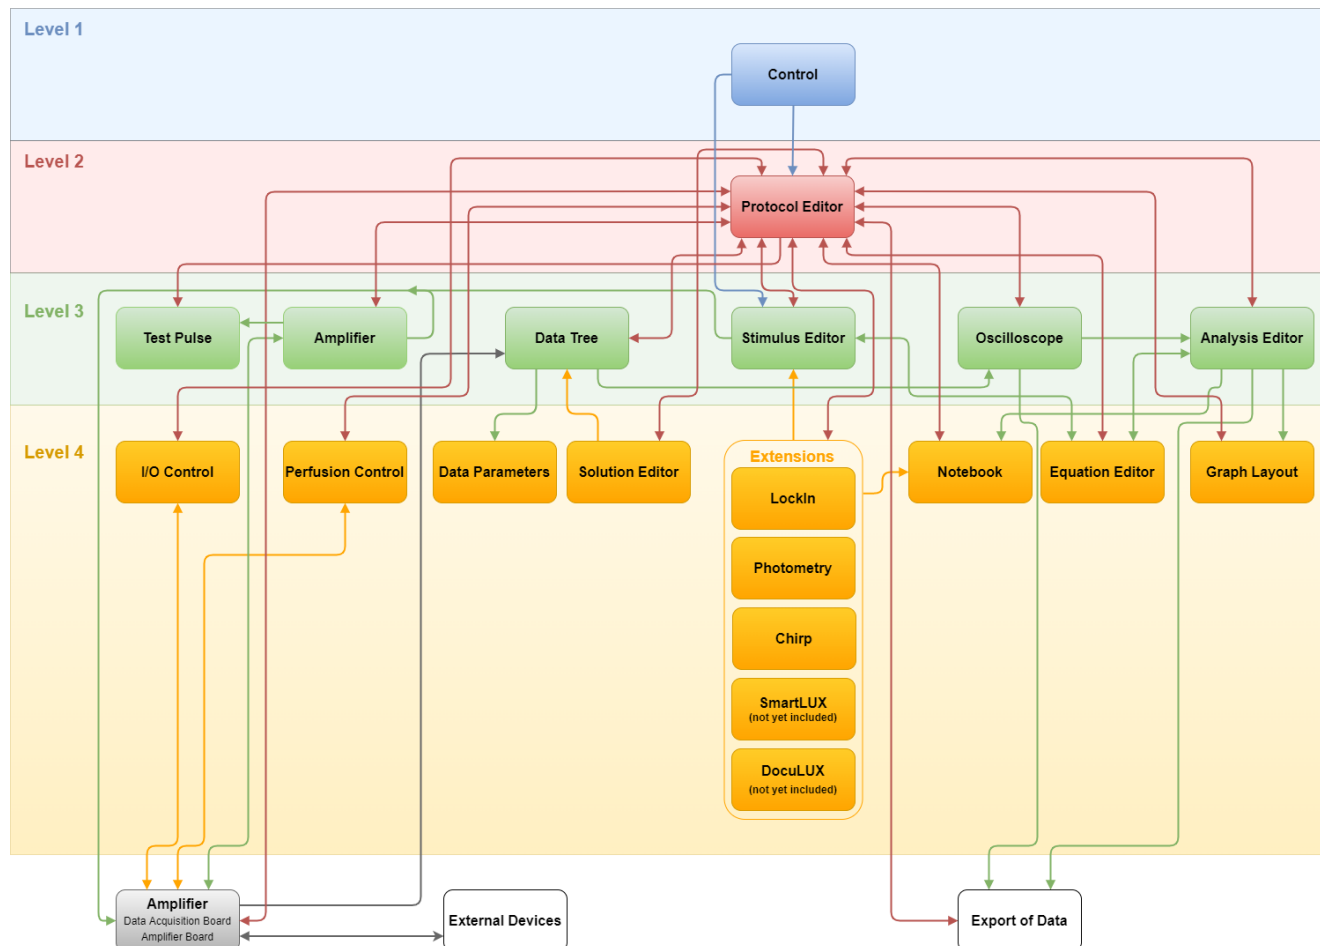 Level 1
Control
Level 2
Protocol Editor
Level 3
Test Pulse
Amplifier
Data Tree
Stimulus Editor
Oscilloscope
Analysis Editor
Level 4
I/O Control
Perfusion Control
Data Parameters
Solution Editor
Extensions
LockIn
Photometry
Chirp
SmartLUX
(not yet included)
DocuLUX
(not yet included)
Notebook
Equation Editor
Graph Layout
Amplifier
Data Acquisition Board
Amplifier Board
External Devices
Export of Data